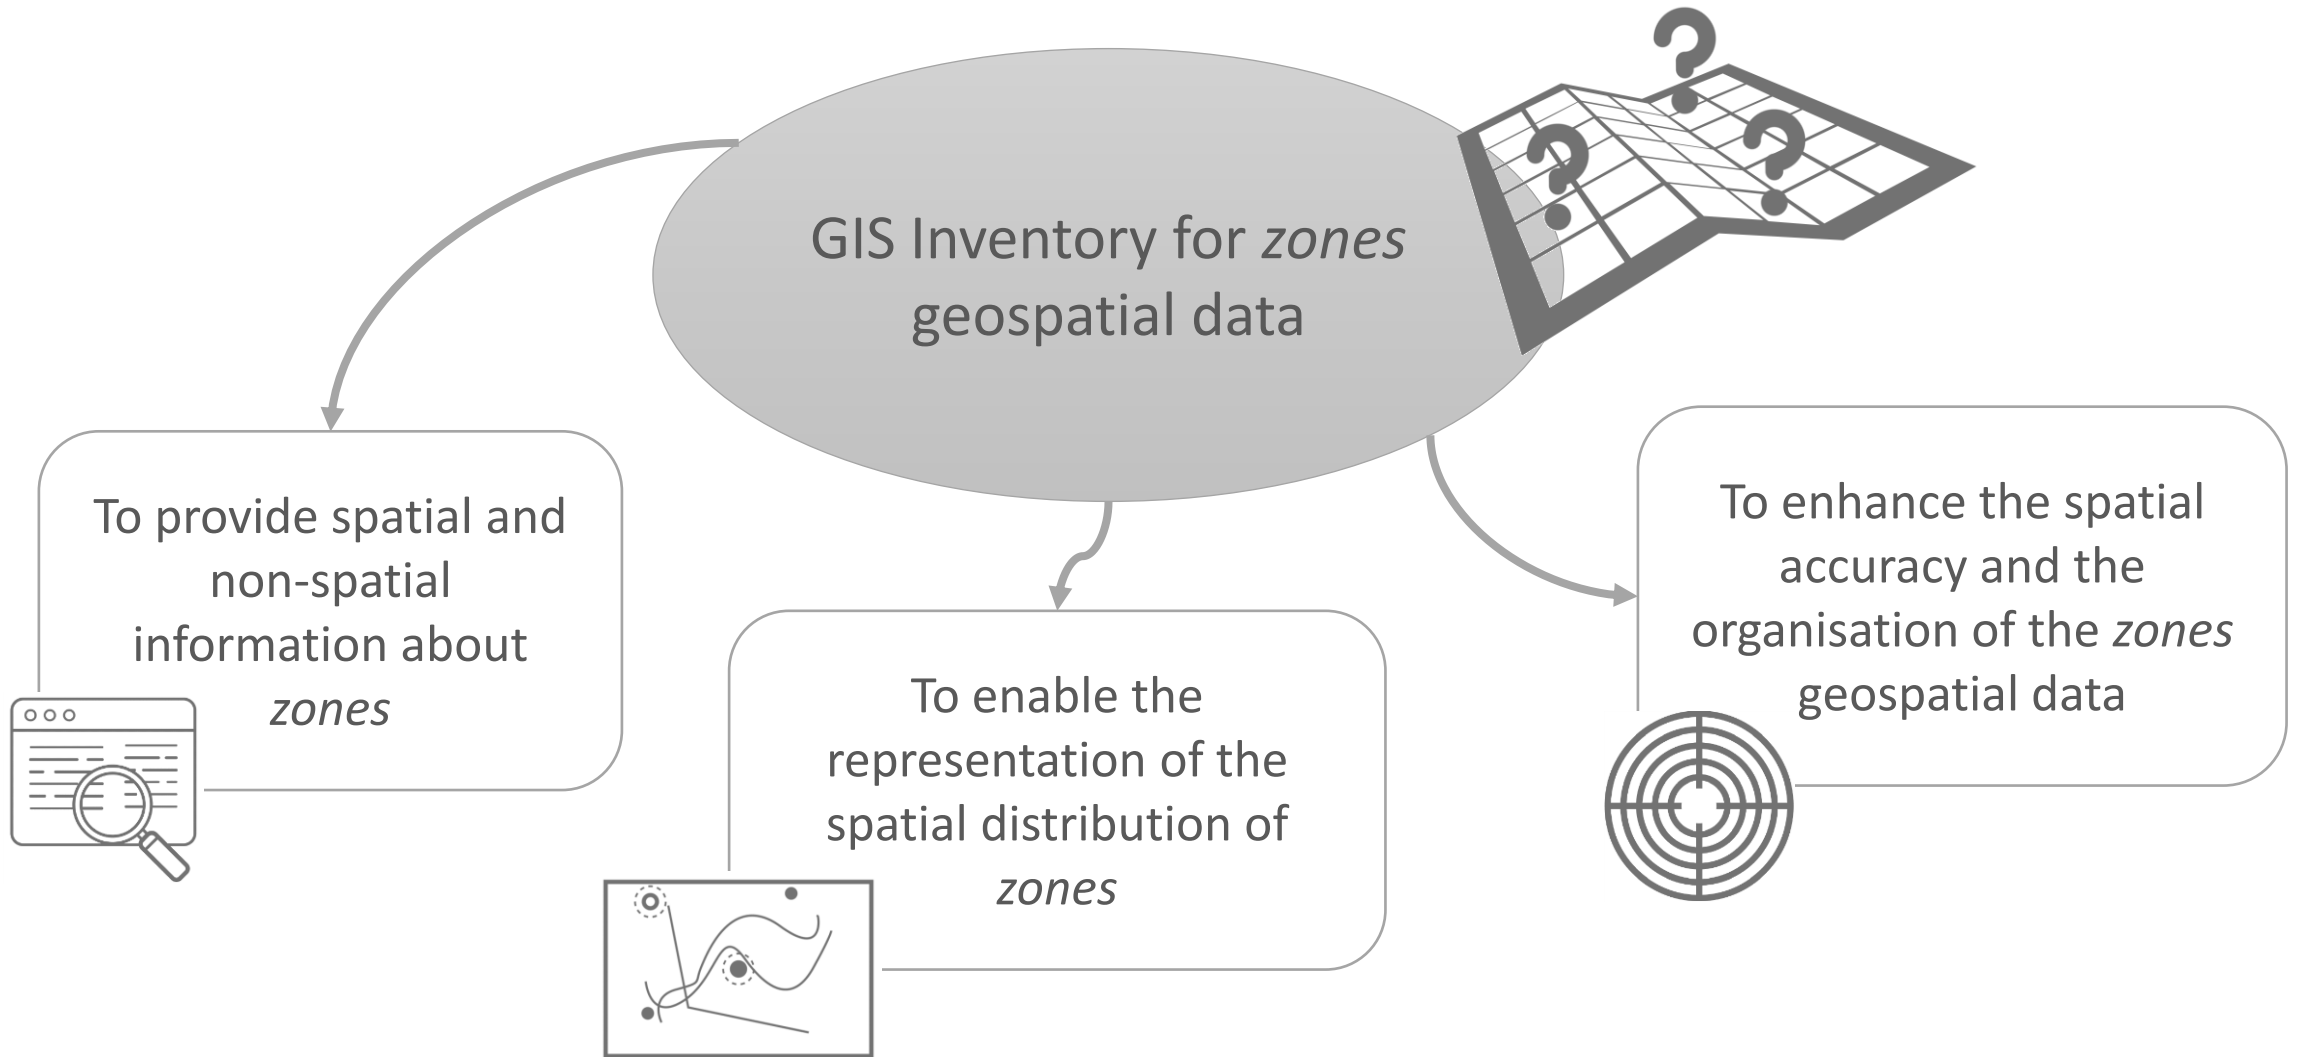 GIS Inventory for zones
geospatial data
To provide spatial and
non-spatial
information about
zones
To enable the
representation of the
spatial distribution of
zones
To enhance the spatial
accuracy and the
organisation of the zones
geospatial data